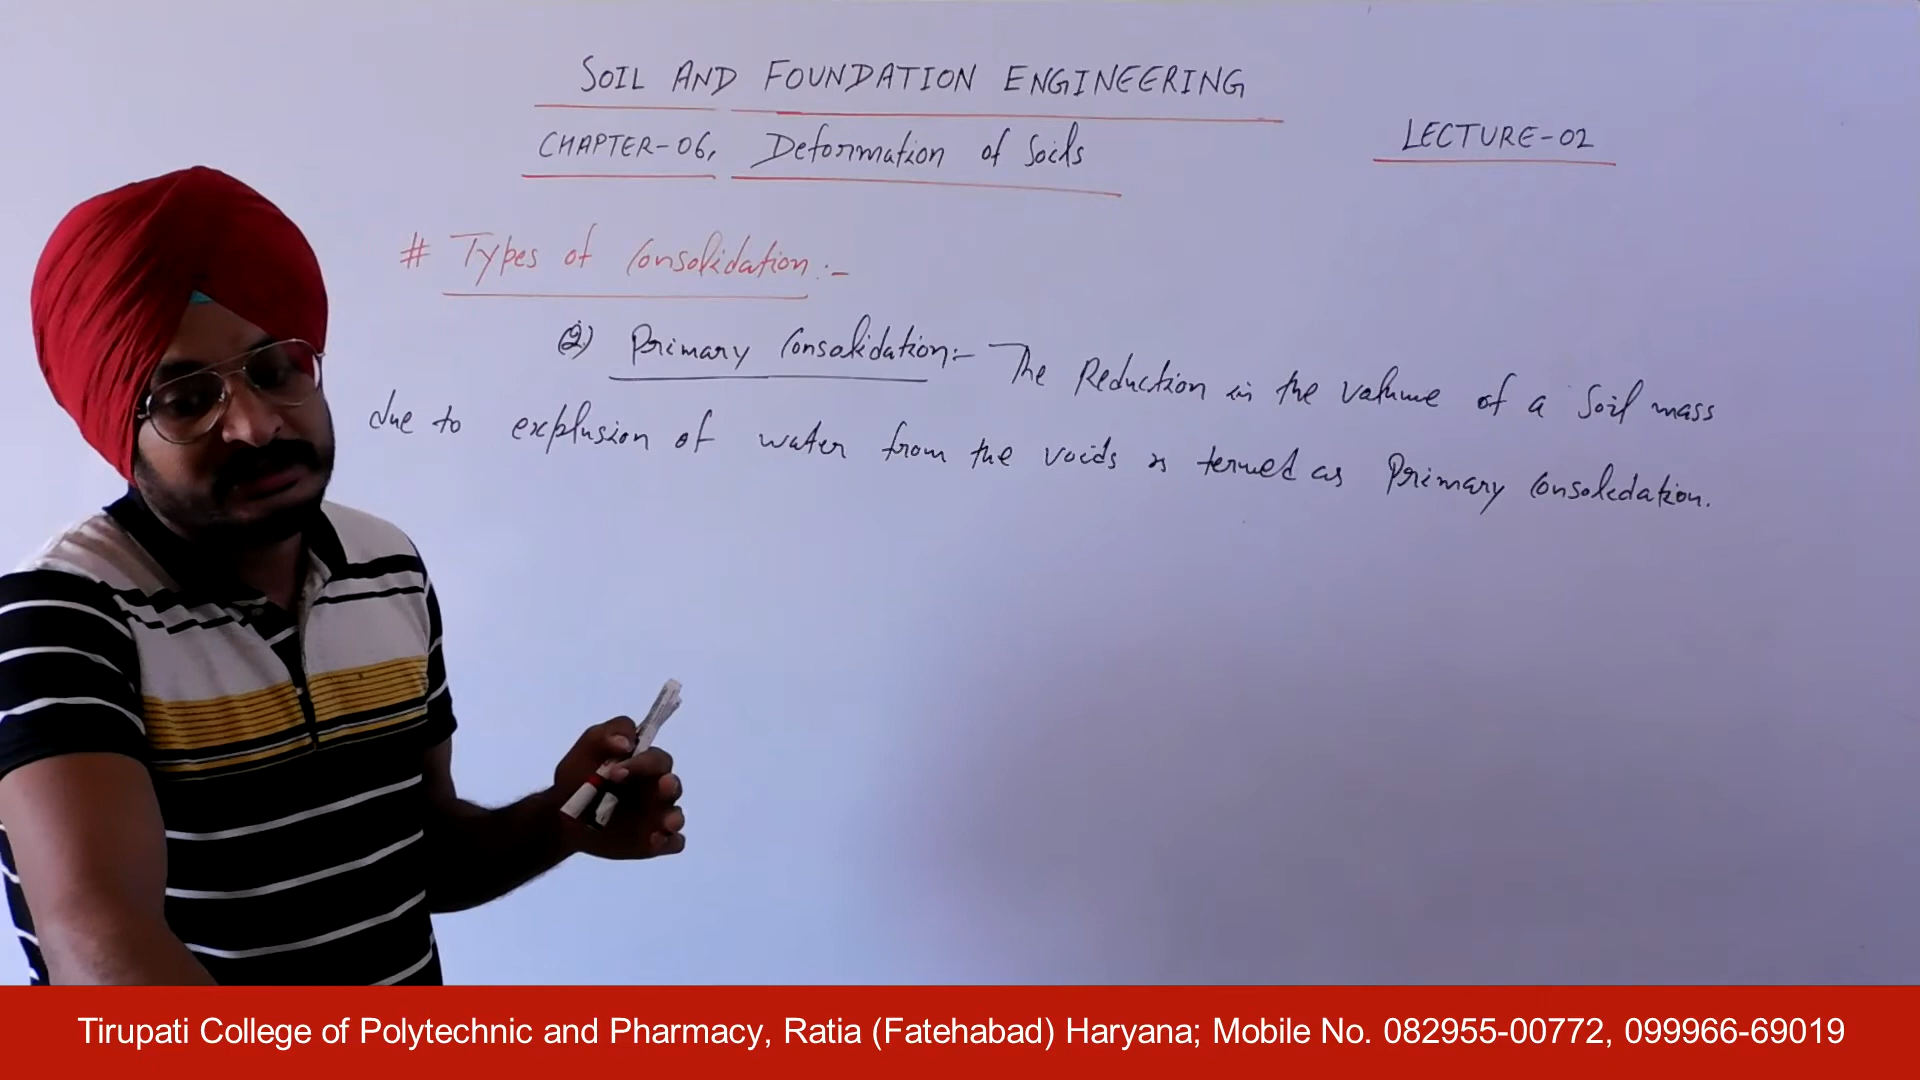 SOIL AND FOUNDATION ENGINEERING
CHAPTER-06, Deformation of Soils
LECTURE-02
# Types of Consolidation:-
2) Primary Consolidation:- The Reduction in the volume of a Soil mass
due to explusion of water from the voids is termed as Primary Consolidation.
Tirupati College of Polytechnic and Pharmacy, Ratia (Fatehabad) Haryana; Mobile No. 082955-00772, 099966-69019